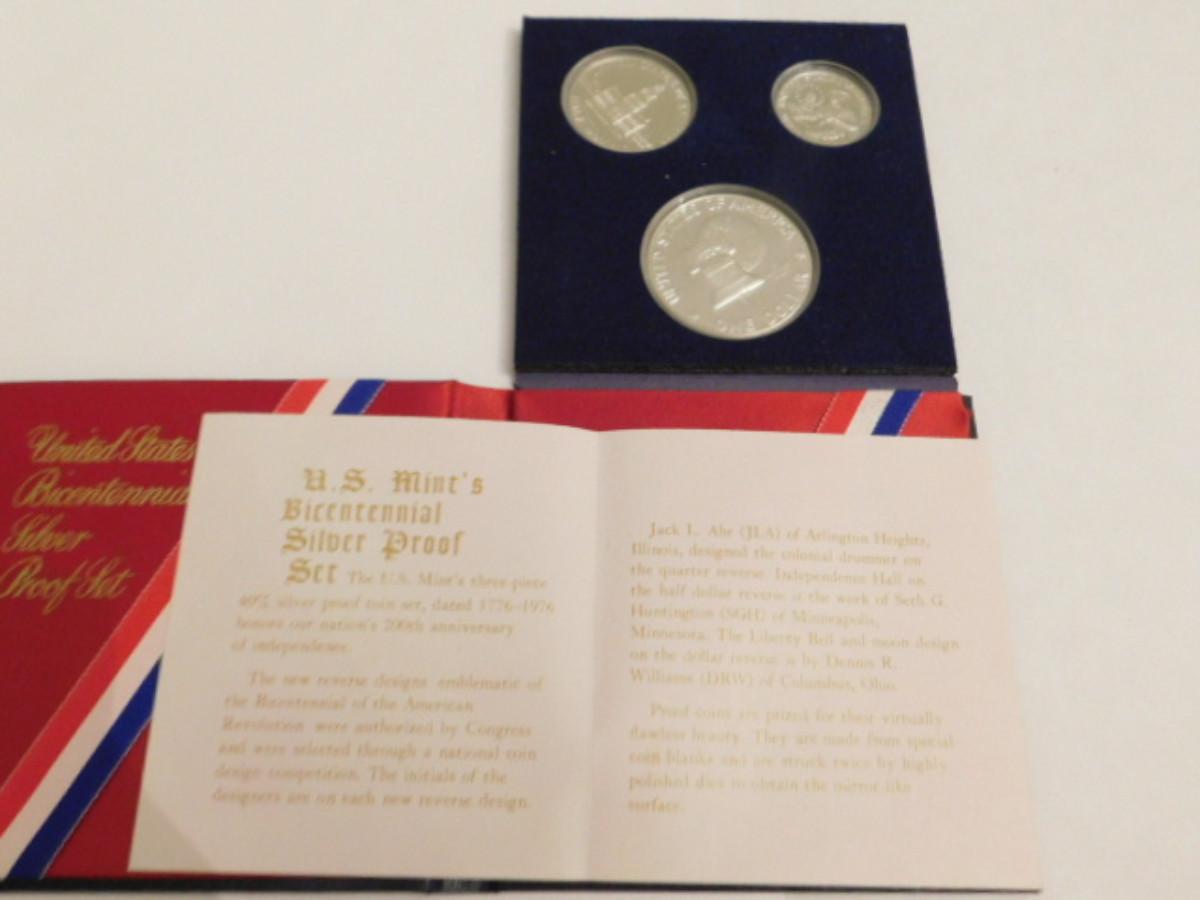 UNITED STATES OF AMERICA
ONE DOLLAR
United States
Bicentennia
Silver
Proof Set
U.S. Mint's
Bicentennial
Silver Proof
Set The U.S. Mint's three-piece
40% silver proof coin set, dated 1776-1976
honors our nation's 200th anniversary
of independence.
The new reverse designs emblematic of
the Bicentennial of the American
Revolution were authorized by Congress
and were selected through a national coin
design competition. The initials of the
designers are on each new reverse design.
Jack L. Ahr (JLA) of Arlington Heights,
Illinois, designed the colonial drummer on
the quarter reverse. Independence Hall on
the half dollar reverse is the work of Seth G.
Huntington (SGH) of Minneapolis,
Minnesota. The Liberty Bell and moon design
on the dollar reverse is by Dennis R.
Williams (DRW) of Columbus, Ohio.
Proof coins are prized for their virtually
flawless beauty. They are made from special
coin blanks and are struck twice by highly
polished dies to obtain the mirror-like
surface.